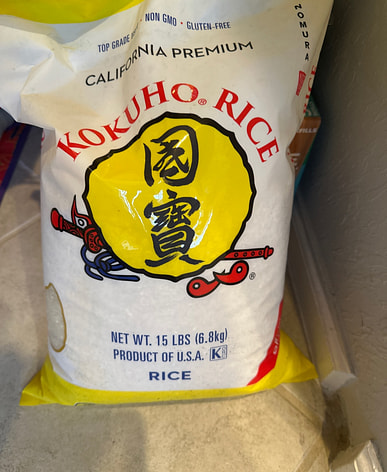 NON GMO • GLUTEN-FREE
TOP GRADE
CALIFORNIA PREMIUM
KOKUHO® RICE
國
寶
®
NET WT. 15 LBS (6.8kg)
PRODUCT OF U.S.A. K
RICE
NOMURA